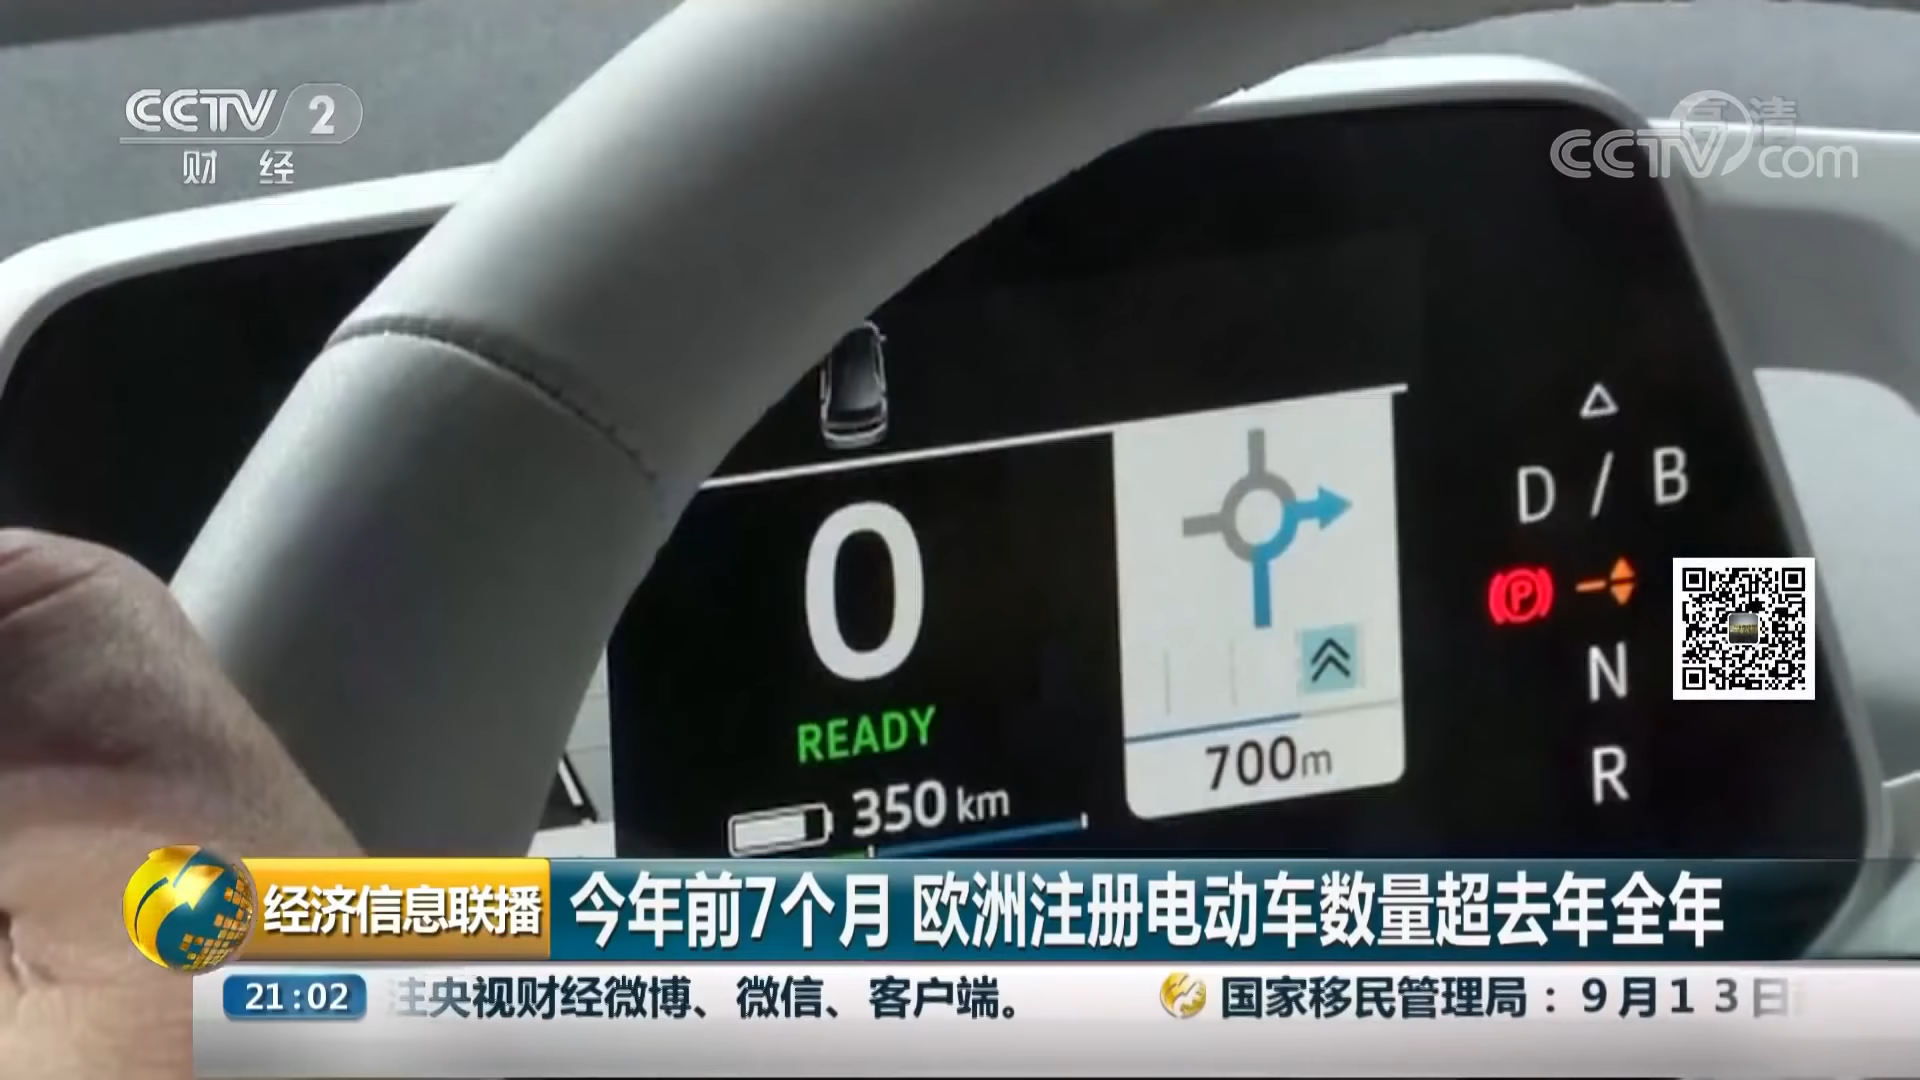 CCTV 2
财 经
高清
CCTV com
0
READY
350 km
700m
D / B
P
N
R
经济信息联播
今年前7个月 欧洲注册电动车数量超去年全年
21:02
注央视财经微博、微信、客户端。
国家移民管理局：9月13日